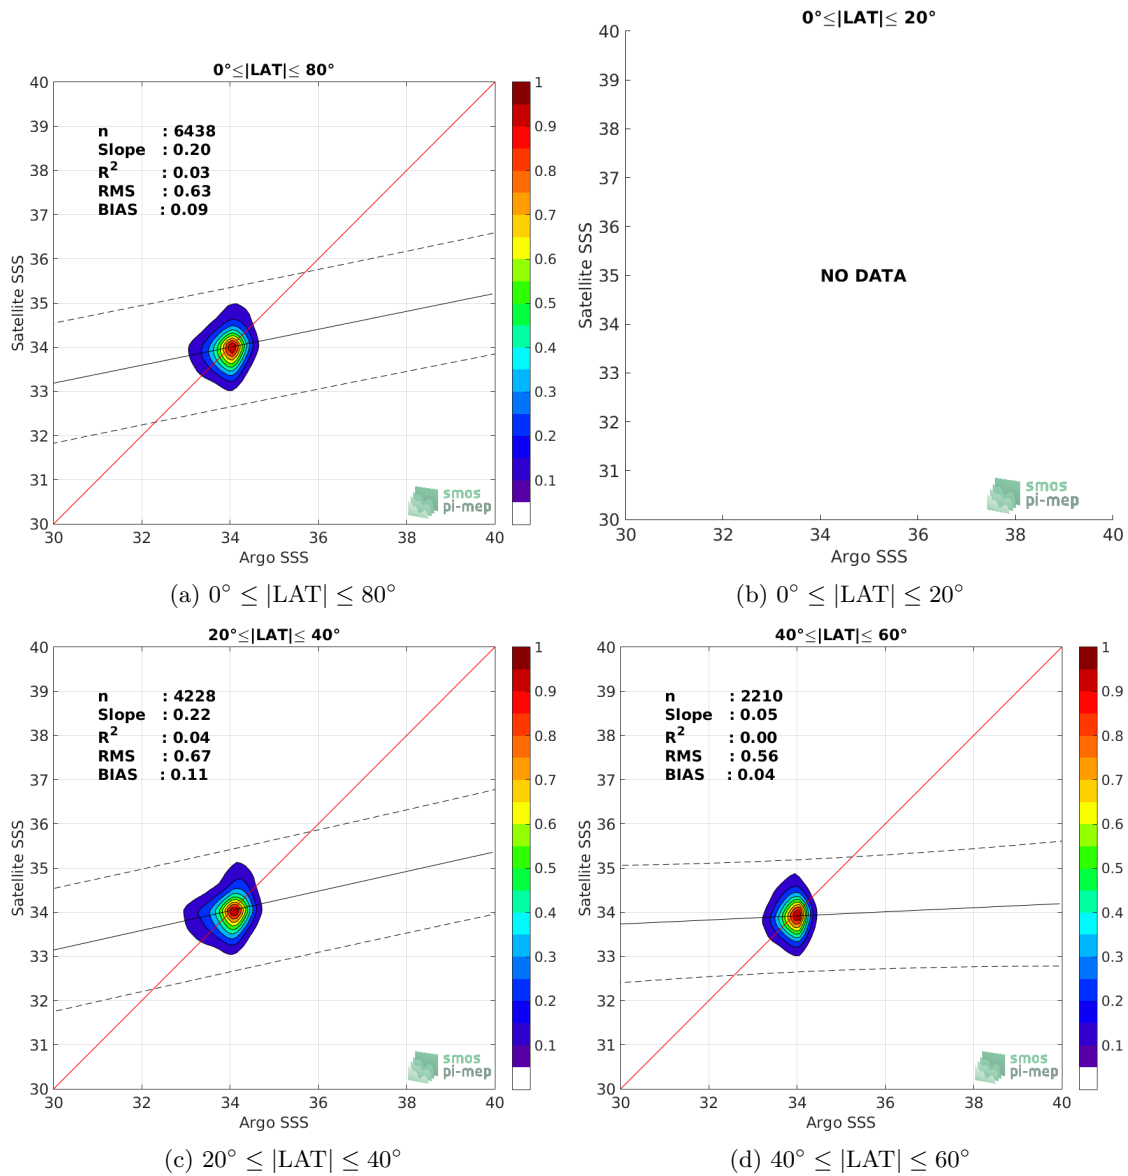 0°≤|LAT|≤ 80°
40
39
38
37
36
35
34
33
32
31
30
Satellite SSS
n : 6438
Slope : 0.20
R² : 0.03
RMS : 0.63
BIAS : 0.09
1
0.9
0.8
0.7
0.6
0.5
0.4
0.3
0.2
0.1
smos
pi-mep
30 32 34 36 38 40
Argo SSS
(a) 0° ≤ |LAT| ≤ 80°
0°≤|LAT|≤ 20°
40
39
38
37
36
35
34
33
32
31
30
Satellite SSS
NO DATA
smos
pi-mep
30 32 34 36 38 40
Argo SSS
(b) 0° ≤ |LAT| ≤ 20°
20°≤|LAT|≤ 40°
40
39
38
37
36
35
34
33
32
31
30
Satellite SSS
n : 4228
Slope : 0.22
R² : 0.04
RMS : 0.67
BIAS : 0.11
1
0.9
0.8
0.7
0.6
0.5
0.4
0.3
0.2
0.1
smos
pi-mep
30 32 34 36 38 40
Argo SSS
(c) 20° ≤ |LAT| ≤ 40°
40°≤|LAT|≤ 60°
40
39
38
37
36
35
34
33
32
31
30
Satellite SSS
n : 2210
Slope : 0.05
R² : 0.00
RMS : 0.56
BIAS : 0.04
1
0.9
0.8
0.7
0.6
0.5
0.4
0.3
0.2
0.1
smos
pi-mep
30 32 34 36 38 40
Argo SSS
(d) 40° ≤ |LAT| ≤ 60°